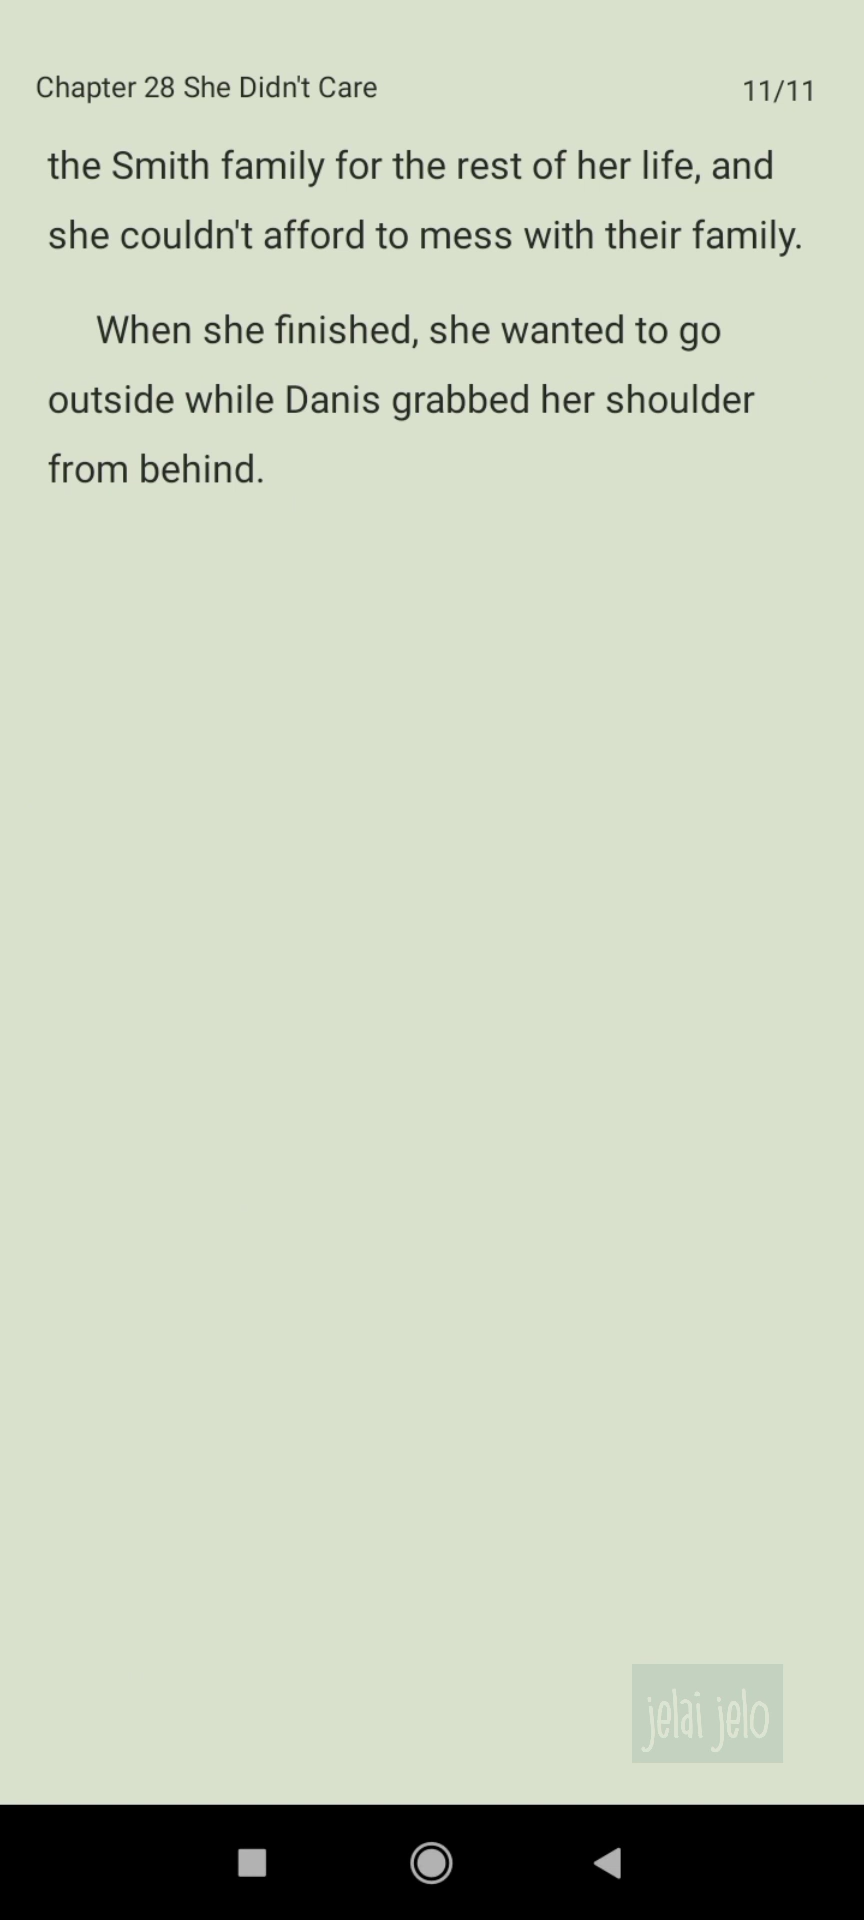 Chapter 28 She Didn't Care
11/11
the Smith family for the rest of her life, and
she couldn't afford to mess with their family.
When she finished, she wanted to go
outside while Danis grabbed her shoulder
from behind.
jelai jelo